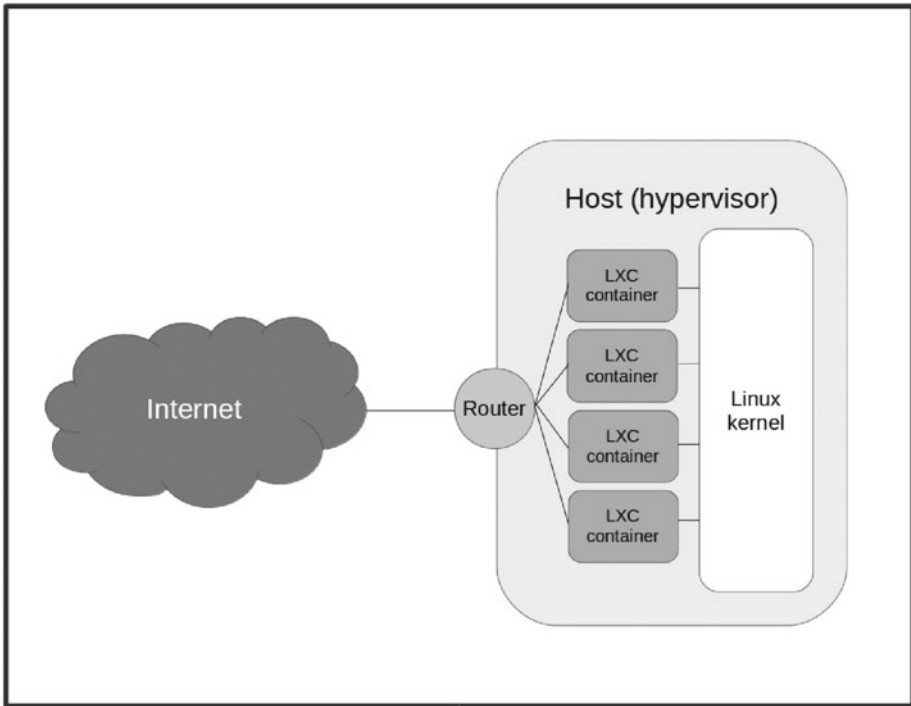 Host (hypervisor)
LXC
container
LXC
container
LXC
container
LXC
container
Linux
kernel
Internet
Router